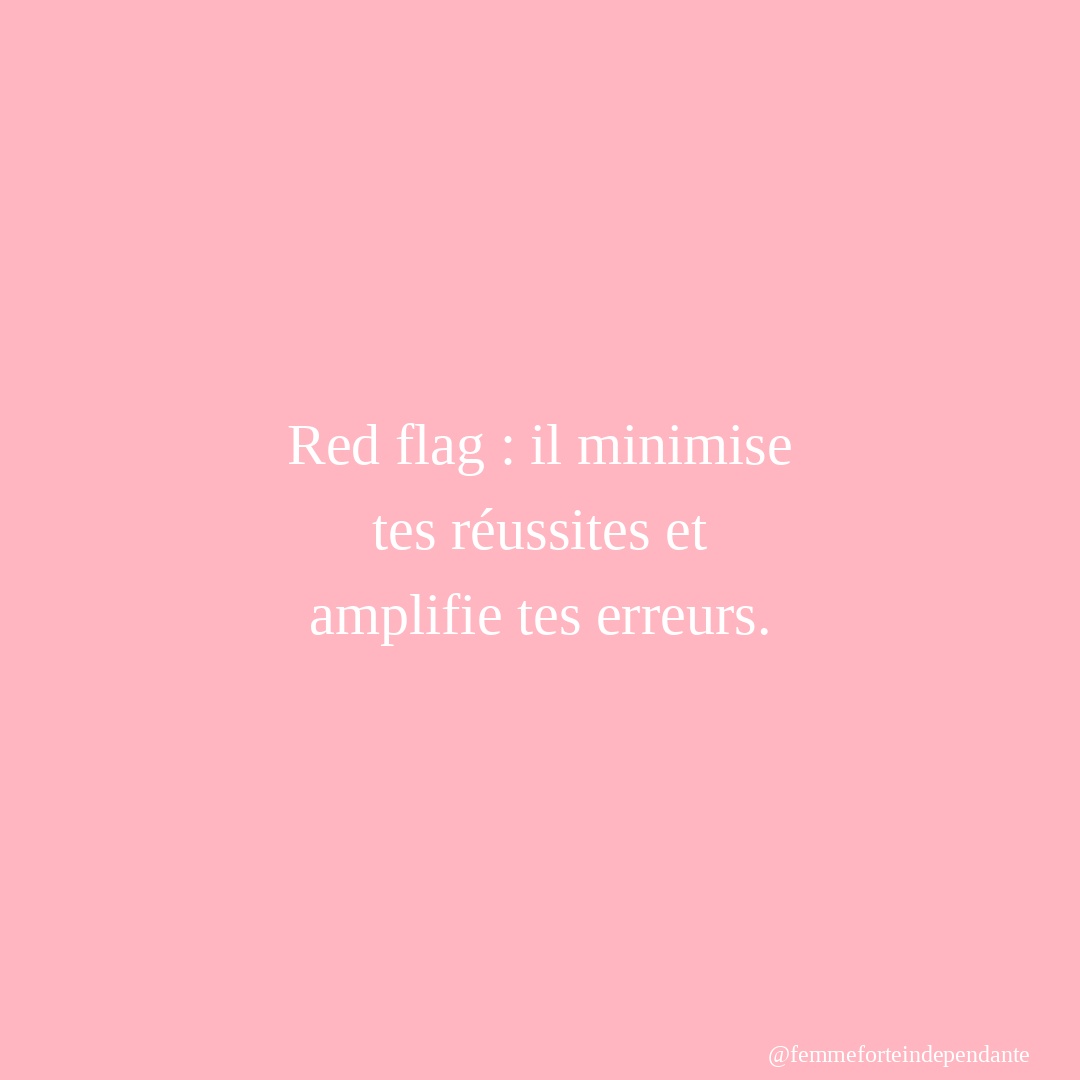 Red flag : il minimise
tes réussites et
amplifie tes erreurs.
@femmeforteindependante